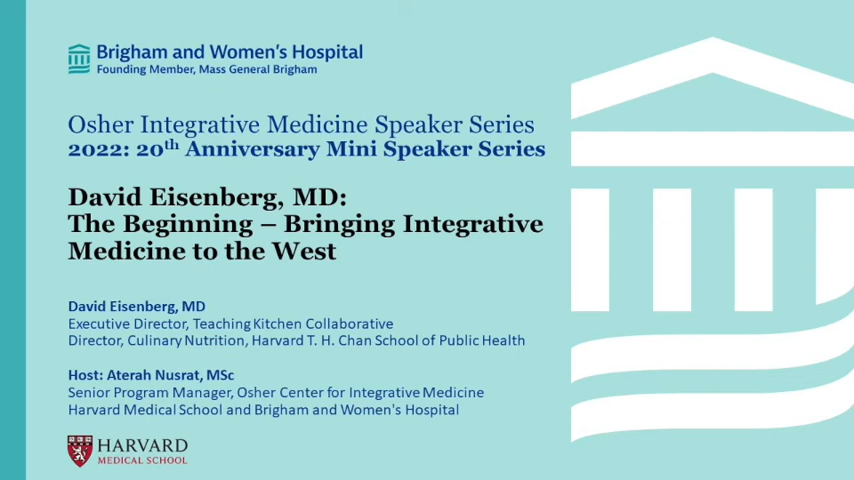 Brigham and Women's Hospital
Founding Member, Mass General Brigham
Osher Integrative Medicine Speaker Series
2022: 20th Anniversary Mini Speaker Series
David Eisenberg, MD:
The Beginning – Bringing Integrative
Medicine to the West
David Eisenberg, MD
Executive Director, Teaching Kitchen Collaborative
Director, Culinary Nutrition, Harvard T. H. Chan School of Public Health
Host: Aterah Nusrat, MSc
Senior Program Manager, Osher Center for Integrative Medicine
Harvard Medical School and Brigham and Women's Hospital
HARVARD
MEDICAL SCHOOL